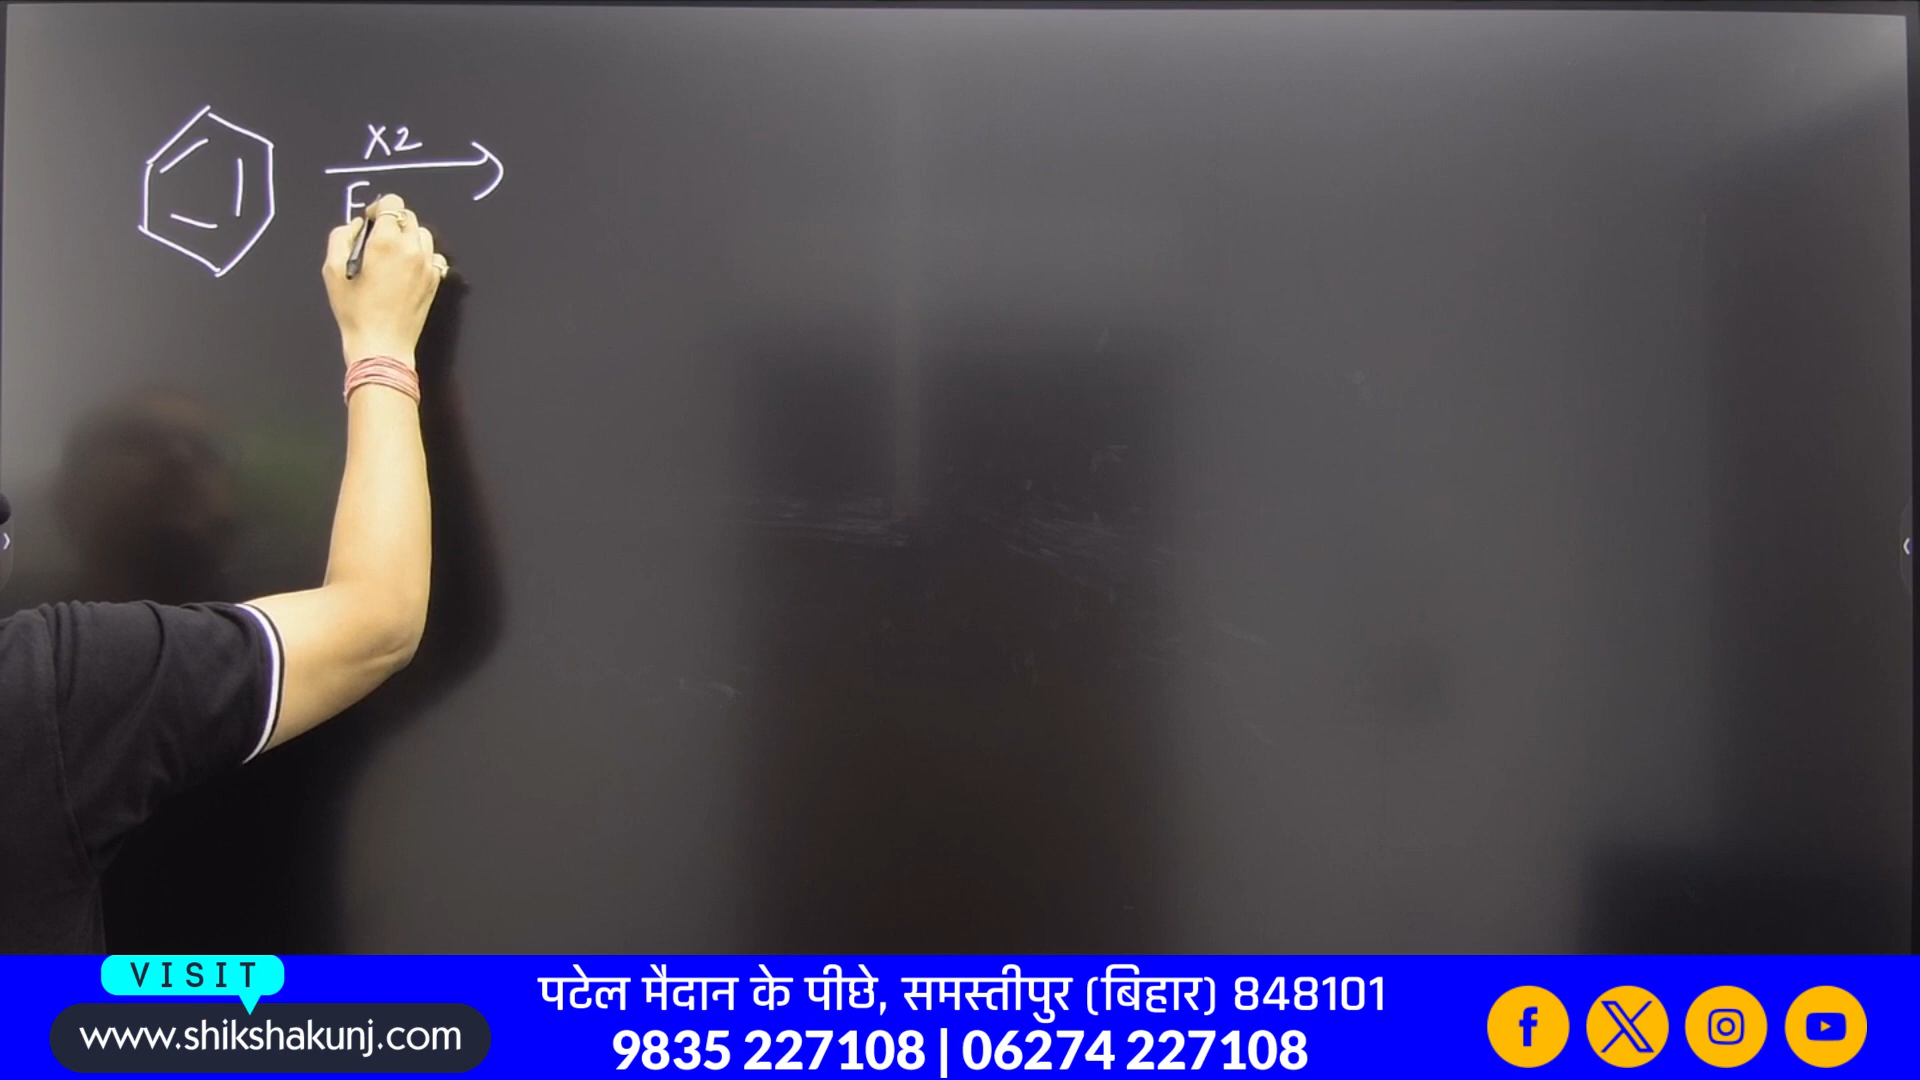 X2
F
VISIT
www.shikshakunj.com
पटेल मैदान के पीछे, समस्तीपुर (बिहार) 848101
9835 227108 | 06274 227108